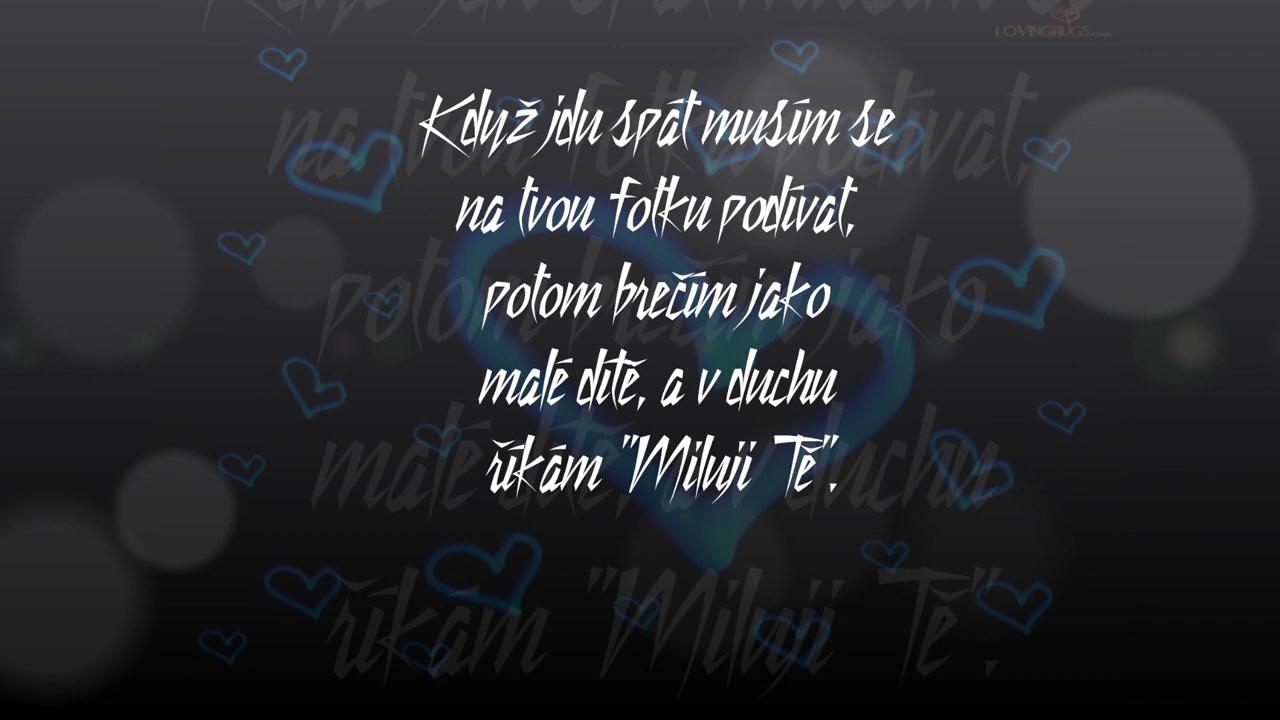 LOVINGHUGS.com
Když jdu spát musím se
na tvou fotku podívat,
potom brečím jako
malé dítě, a v duchu
říkám "Miluji Tě".